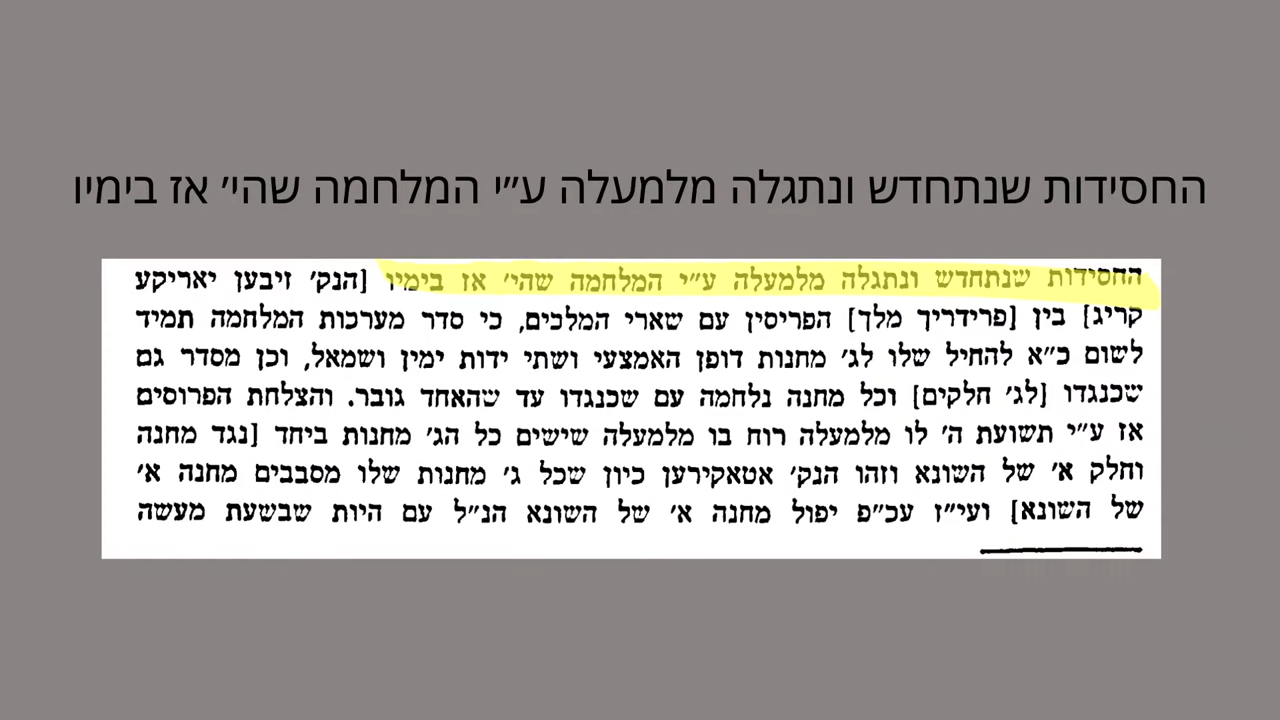 החסידות שנתחדש ונתגלה מלמעלה ע״י המלחמה שהי׳ אז בימיו
החסידות שנתחדש ונתגלה מלמעלה ע״י המלחמה שהי׳ אז בימיו [הנק׳ זיבען יאריקע
קריג] בין [פרידריך מלך] הפריסין עם שארי המלכים, כי סדר מערכות המלחמה תמיד
לשום כ״א להחיל שלו לג׳ מחנות דופן האמצעי ושתי ידות ימין ושמאל, וכן מסדר גם
שכנגדו [לג׳ חלקים] וכל מחנה נלחמה עם שכנגדו עד שהאחד גובר. והצלחת הפרוסים
אז ע״י תשועת ה׳ לו מלמעלה רוח בו מלמעלה שישים כל הג׳ מחנות ביחד [נגד מחנה
וחלק א׳ של השונא וזהו הנק׳ אטאקירען כיון שכל ג׳ מחנות שלו מסבבים מחנה א׳
של השונא] ועי״ז עכ״פ יפול מחנה א׳ של השונא הנ״ל עם היות שבשעת מעשה